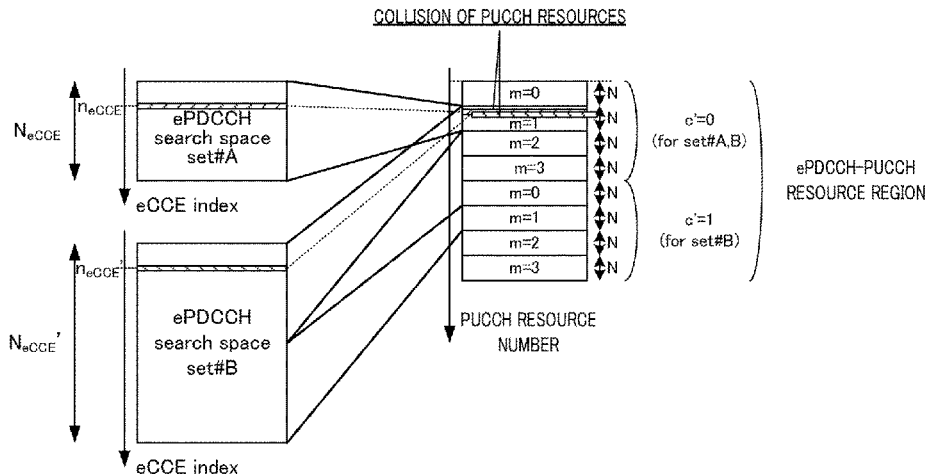 COLLISION OF PUCCH RESOURCES
n_eCCE
N_eCCE
ePDCCH
search space
set#A
eCCE index
n_eCCE'
N_eCCE'
ePDCCH
search space
set#B
eCCE index
m=0
m=1
m=2
m=3
m=0
m=1
m=2
m=3
N
N
N
N
N
N
N
N
PUCCH RESOURCE
NUMBER
c'=0
(for set#A,B)
c'=1
(for set#B)
ePDCCH-PUCCH
RESOURCE REGION